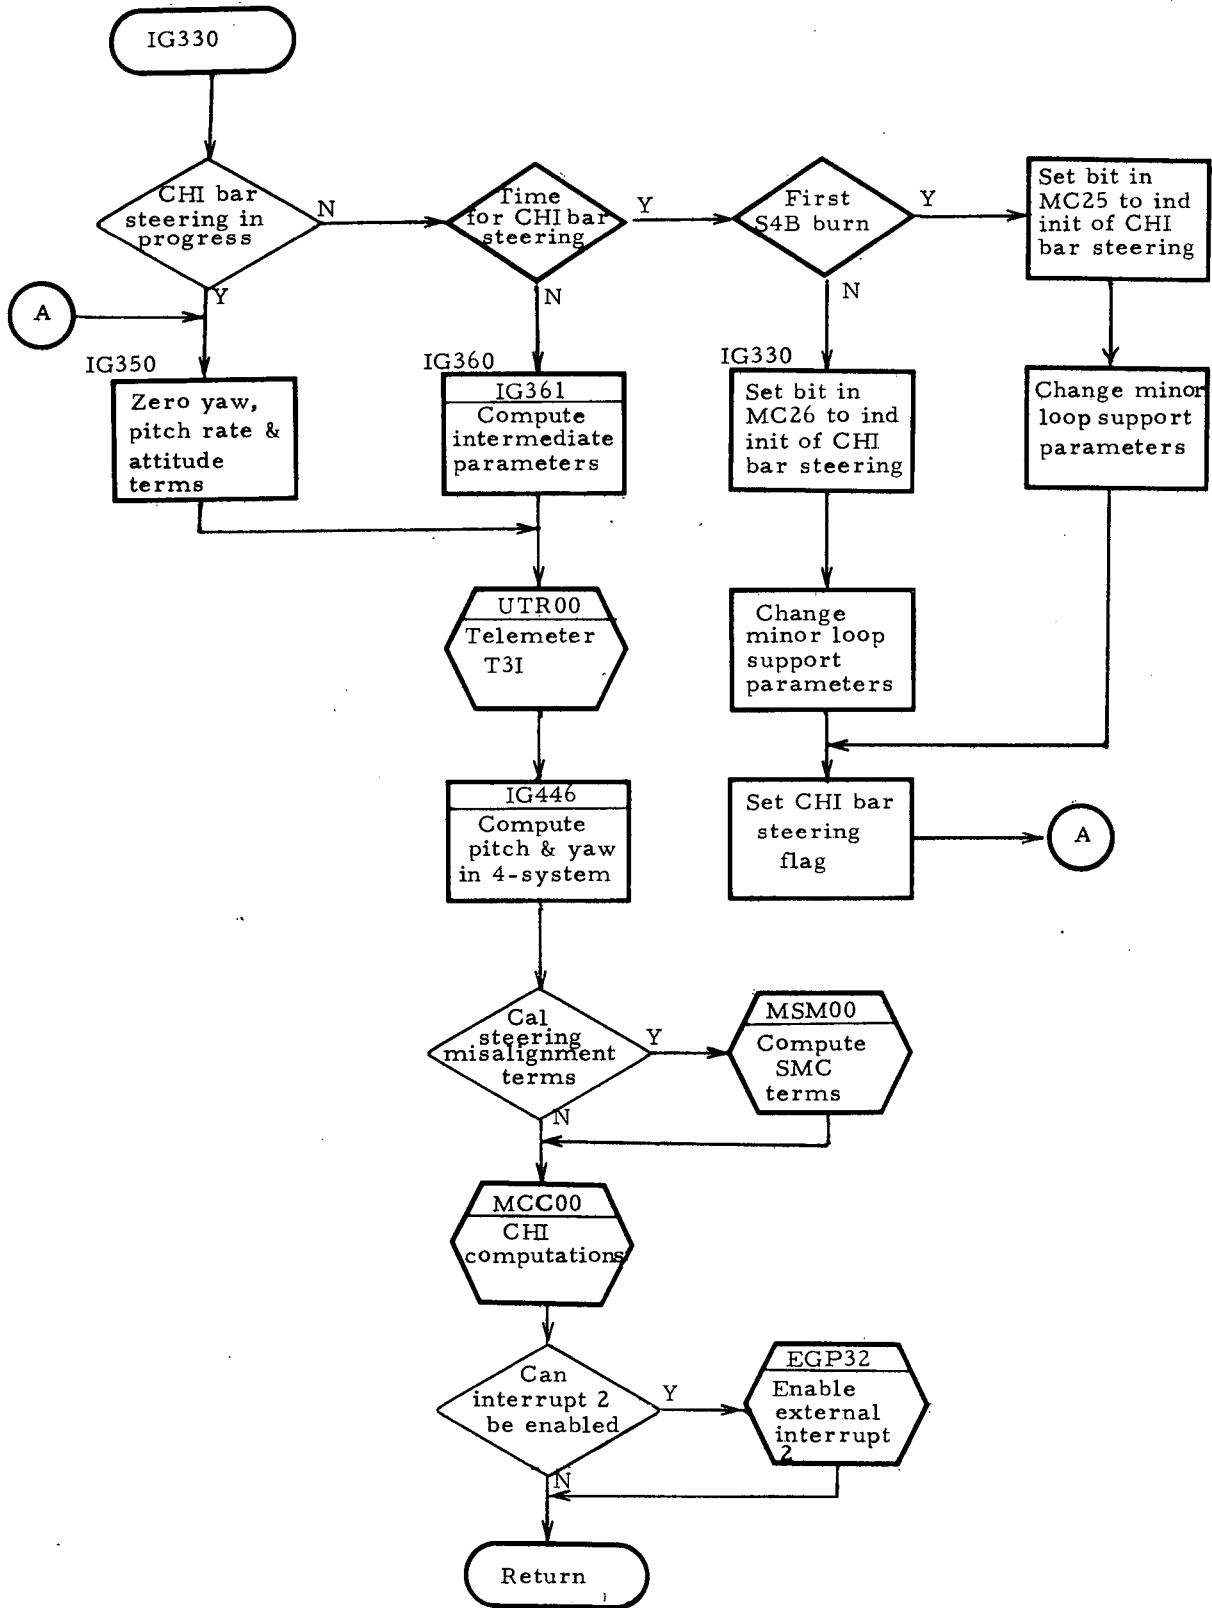 IG330
CHI bar
steering in
progress
N
Y
Time
for CHI bar
steering
Y
N
First
S4B burn
Y
N
Set bit in
MC25 to ind
init of CHI
bar steering
A
IG350
Zero yaw,
pitch rate &
attitude
terms
IG360
IG361
Compute
intermediate
parameters
IG330
Set bit in
MC26 to ind
init of CHI
bar steering
Change minor
loop support
parameters
UTR00
Telemeter
T3I
Change
minor loop
support
parameters
IG446
Compute
pitch & yaw
in 4-system
Set CHI bar
steering
flag
A
Cal
steering
misalignment
terms
Y
N
MSM00
Compute
SMC
terms
MCC00
CHI
computations
Can
interrupt 2
be enabled
Y
N
EGP32
Enable
external
interrupt
2
Return